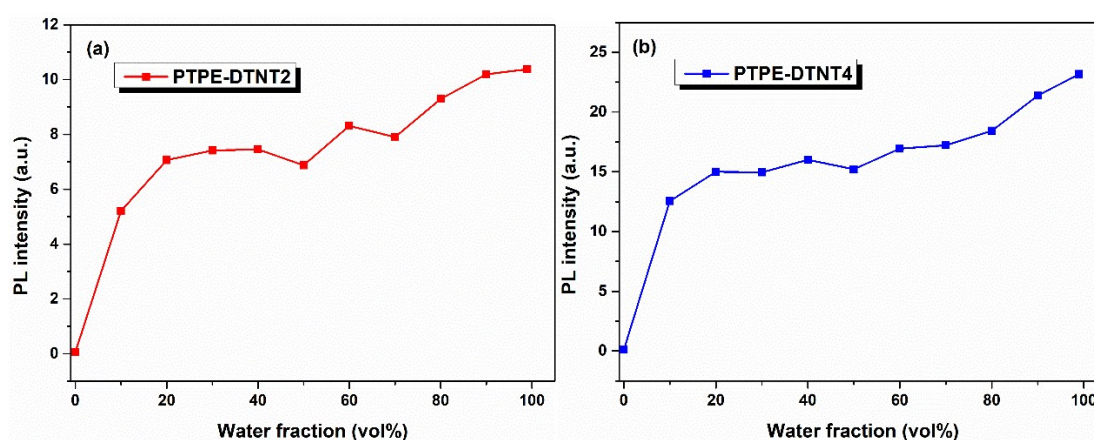 (a)
PTPE-DTNT2
PL intensity (a.u.)
12
10
8
6
4
2
0
0 20 40 60 80 100
Water fraction (vol%)
(b)
PTPE-DTNT4
PL intensity (a.u.)
25
20
15
10
5
0
0 20 40 60 80 100
Water fraction (vol%)